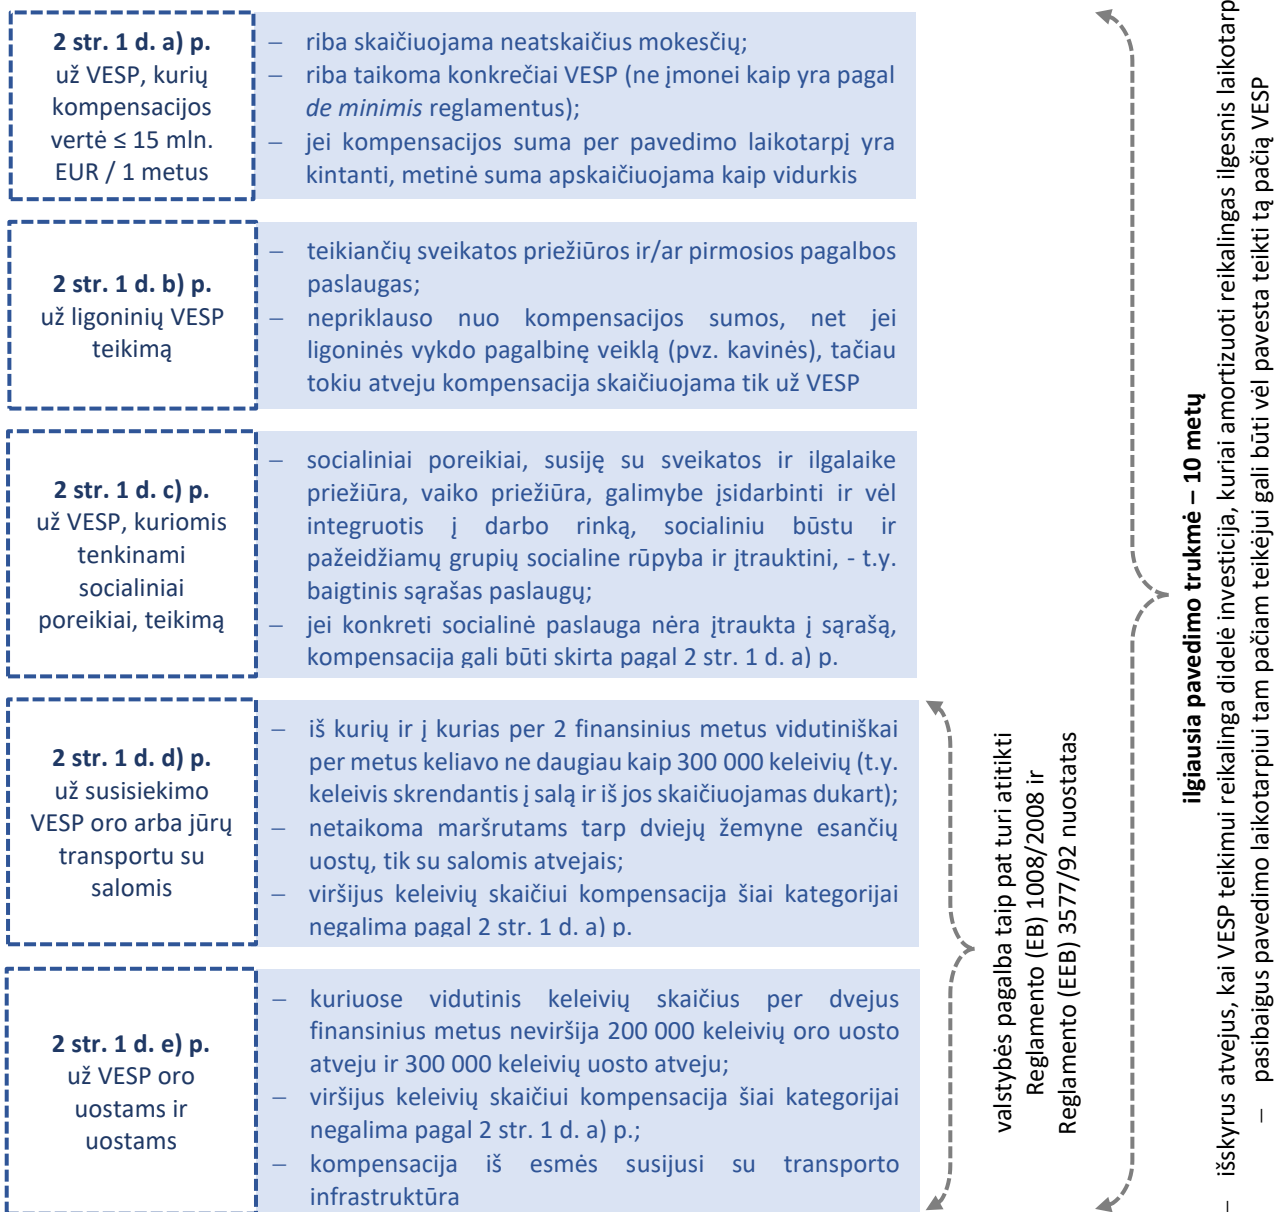 2 str. 1 d. a) p.
už VESP, kurių
kompensacijos
vertė ≤ 15 mln.
EUR / 1 metus
– riba skaičiuojama neatskaičius mokesčių;
– riba taikoma konkrečiai VESP (ne įmonei kaip yra pagal
de minimis reglamentus);
– jei kompensacijos suma per pavedimo laikotarpį yra
kintanti, metinė suma apskaičiuojama kaip vidurkis
2 str. 1 d. b) p.
už ligoninių VESP
teikimą
– teikiančių sveikatos priežiūros ir/ar pirmosios pagalbos
paslaugas;
– nepriklauso nuo kompensacijos sumos, net jei
ligoninės vykdo pagalbinę veiklą (pvz. kavinės), tačiau
tokiu atveju kompensacija skaičiuojama tik už VESP
2 str. 1 d. c) p.
už VESP, kuriomis
tenkinami
socialiniai
poreikiai, teikimą
– socialiniai poreikiai, susiję su sveikatos ir ilgalaike
priežiūra, vaiko priežiūra, galimybe įsidarbinti ir vėl
integruotis į darbo rinką, socialiniu būstu ir
pažeidžiamų grupių socialine rūpyba ir įtrauktini, - t.y.
baigtinis sąrašas paslaugų;
– jei konkreti socialinė paslauga nėra įtraukta į sąrašą,
kompensacija gali būti skirta pagal 2 str. 1 d. a) p.
2 str. 1 d. d) p.
už susisiekimo
VESP oro arba jūrų
transportu su
salomis
– iš kurių ir į kurias per 2 finansinius metus vidutiniškai
per metus keliavo ne daugiau kaip 300 000 keleivių (t.y.
keleivis skrendantis į salą ir iš jos skaičiuojamas dukart);
– netaikoma maršrutams tarp dviejų žemyne esančių
uostų, tik su salomis atvejais;
– viršijus keleivių skaičiui kompensacija šiai kategorijai
negalima pagal 2 str. 1 d. a) p.
2 str. 1 d. e) p.
už VESP oro
uostams ir
uostams
– kuriuose vidutinis keleivių skaičius per dvejus
finansinius metus neviršija 200 000 keleivių oro uosto
atveju ir 300 000 keleivių uosto atveju;
– viršijus keleivių skaičiui kompensacija šiai kategorijai
negalima pagal 2 str. 1 d. a) p.;
– kompensacija iš esmės susijusi su transporto
infrastruktūra
valstybės pagalba taip pat turi atitikti
Reglamento (EB) 1008/2008 ir
Reglamento (EEB) 3577/92 nuostatas
ilgiausia pavedimo trukmė – 10 metų
– išskyrus atvejus, kai VESP teikimui reikalinga didelė investicija, kuriai amortizuoti reikalingas ilgesnis laikotarp
– pasibaigus pavedimo laikotarpiui tam pačiam teikėjui gali būti vėl pavesta teikti tą pačią VESP